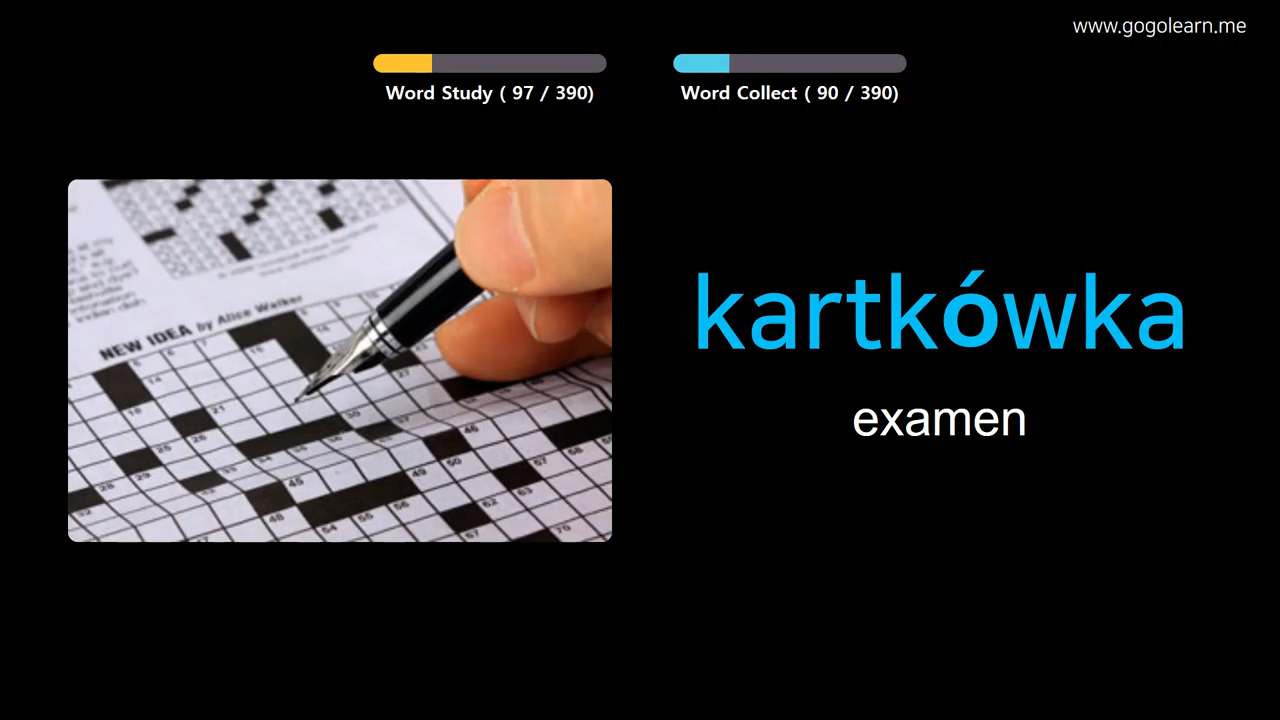 www.gogolearn.me
Word Study ( 97 / 390)
Word Collect ( 90 / 390)
NEW IDEA by Alice Walker
kartkówka
examen